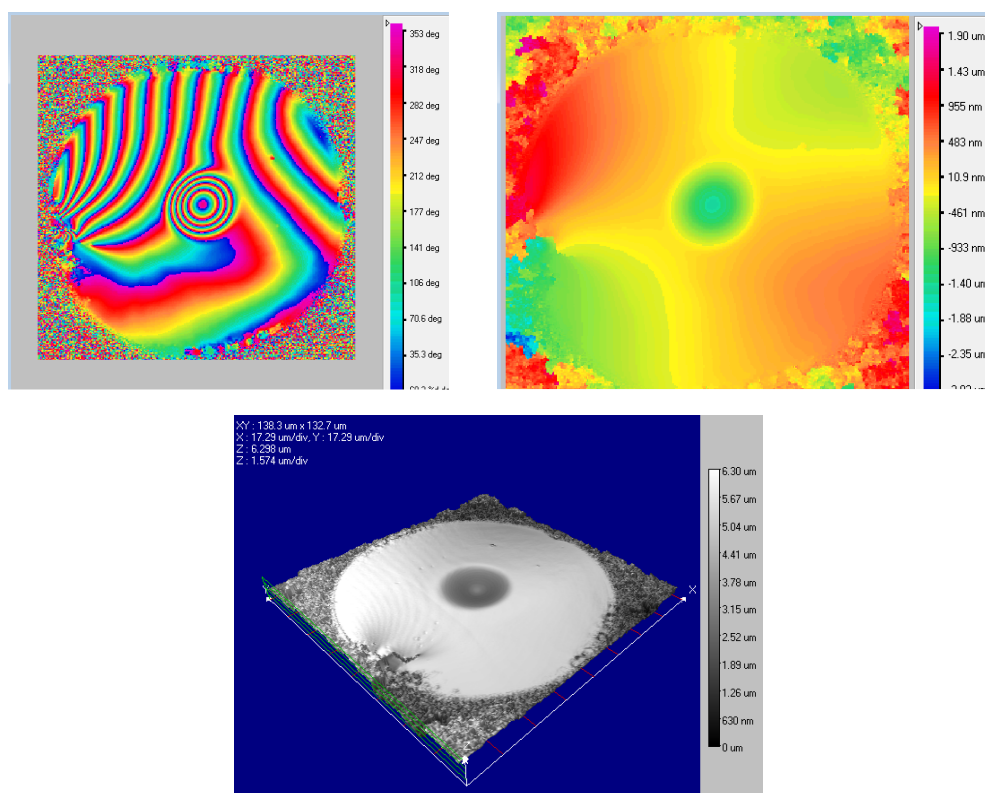 353 deg
318 deg
282 deg
247 deg
212 deg
177 deg
141 deg
106 deg
70.6 deg
35.3 deg
1.90 um
1.43 um
955 nm
483 nm
10.9 nm
-461 nm
-933 nm
-1.40 um
-1.88 um
-2.35 um
XY : 138.3 um x 132.7 um
X : 17.29 um/div, Y : 17.29 um/div
Z : 6.298 um
Z : 1.574 um/div
X
Z
6.30 um
5.67 um
5.04 um
4.41 um
3.78 um
3.15 um
2.52 um
1.89 um
1.26 um
630 nm
0 um